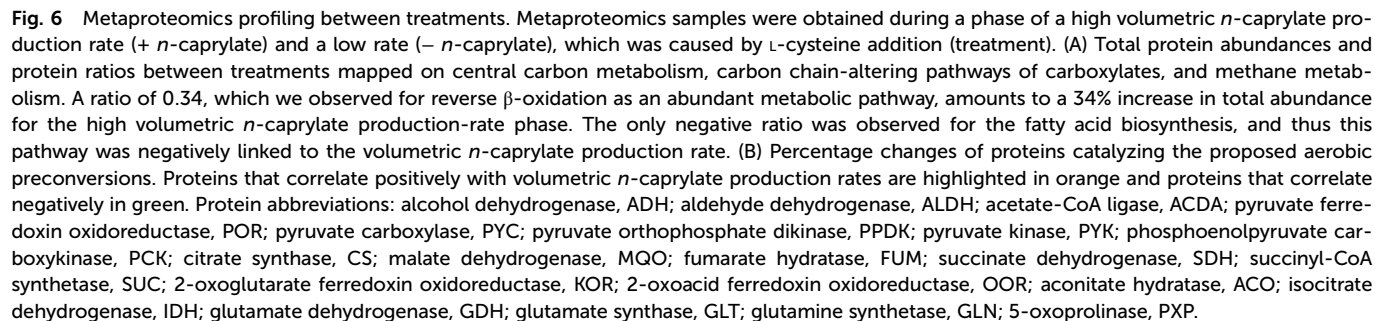 Fig. 6 Metaproteomics profiling between treatments. Metaproteomics samples were obtained during a phase of a high volumetric n-caprylate pro-
duction rate (+ n-caprylate) and a low rate (− n-caprylate), which was caused by L-cysteine addition (treatment). (A) Total protein abundances and
protein ratios between treatments mapped on central carbon metabolism, carbon chain-altering pathways of carboxylates, and methane metab-
olism. A ratio of 0.34, which we observed for reverse β-oxidation as an abundant metabolic pathway, amounts to a 34% increase in total abundance
for the high volumetric n-caprylate production-rate phase. The only negative ratio was observed for the fatty acid biosynthesis, and thus this
pathway was negatively linked to the volumetric n-caprylate production rate. (B) Percentage changes of proteins catalyzing the proposed aerobic
preconversions. Proteins that correlate positively with volumetric n-caprylate production rates are highlighted in orange and proteins that correlate
negatively in green. Protein abbreviations: alcohol dehydrogenase, ADH; aldehyde dehydrogenase, ALDH; acetate-CoA ligase, ACDA; pyruvate ferre-
doxin oxidoreductase, POR; pyruvate carboxylase, PYC; pyruvate orthophosphate dikinase, PPDK; pyruvate kinase, PYK; phosphoenolpyruvate car-
boxykinase, PCK; citrate synthase, CS; malate dehydrogenase, MQO; fumarate hydratase, FUM; succinate dehydrogenase, SDH; succinyl-CoA
synthetase, SUC; 2-oxoglutarate ferredoxin oxidoreductase, KOR; 2-oxoacid ferredoxin oxidoreductase, OOR; aconitate hydratase, ACO; isocitrate
dehydrogenase, IDH; glutamate dehydrogenase, GDH; glutamate synthase, GLT; glutamine synthetase, GLN; 5-oxoprolinase, PXP.